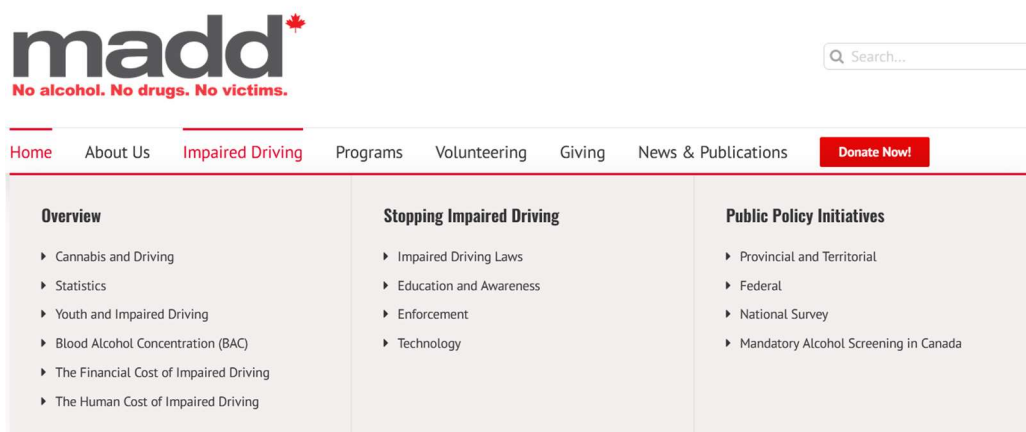 madd
No alcohol. No drugs. No victims.
Search...
Home About Us Impaired Driving Programs Volunteering Giving News & Publications Donate Now!
Overview
Cannabis and Driving
Statistics
Youth and Impaired Driving
Blood Alcohol Concentration (BAC)
The Financial Cost of Impaired Driving
The Human Cost of Impaired Driving
Stopping Impaired Driving
Impaired Driving Laws
Education and Awareness
Enforcement
Technology
Public Policy Initiatives
Provincial and Territorial
Federal
National Survey
Mandatory Alcohol Screening in Canada